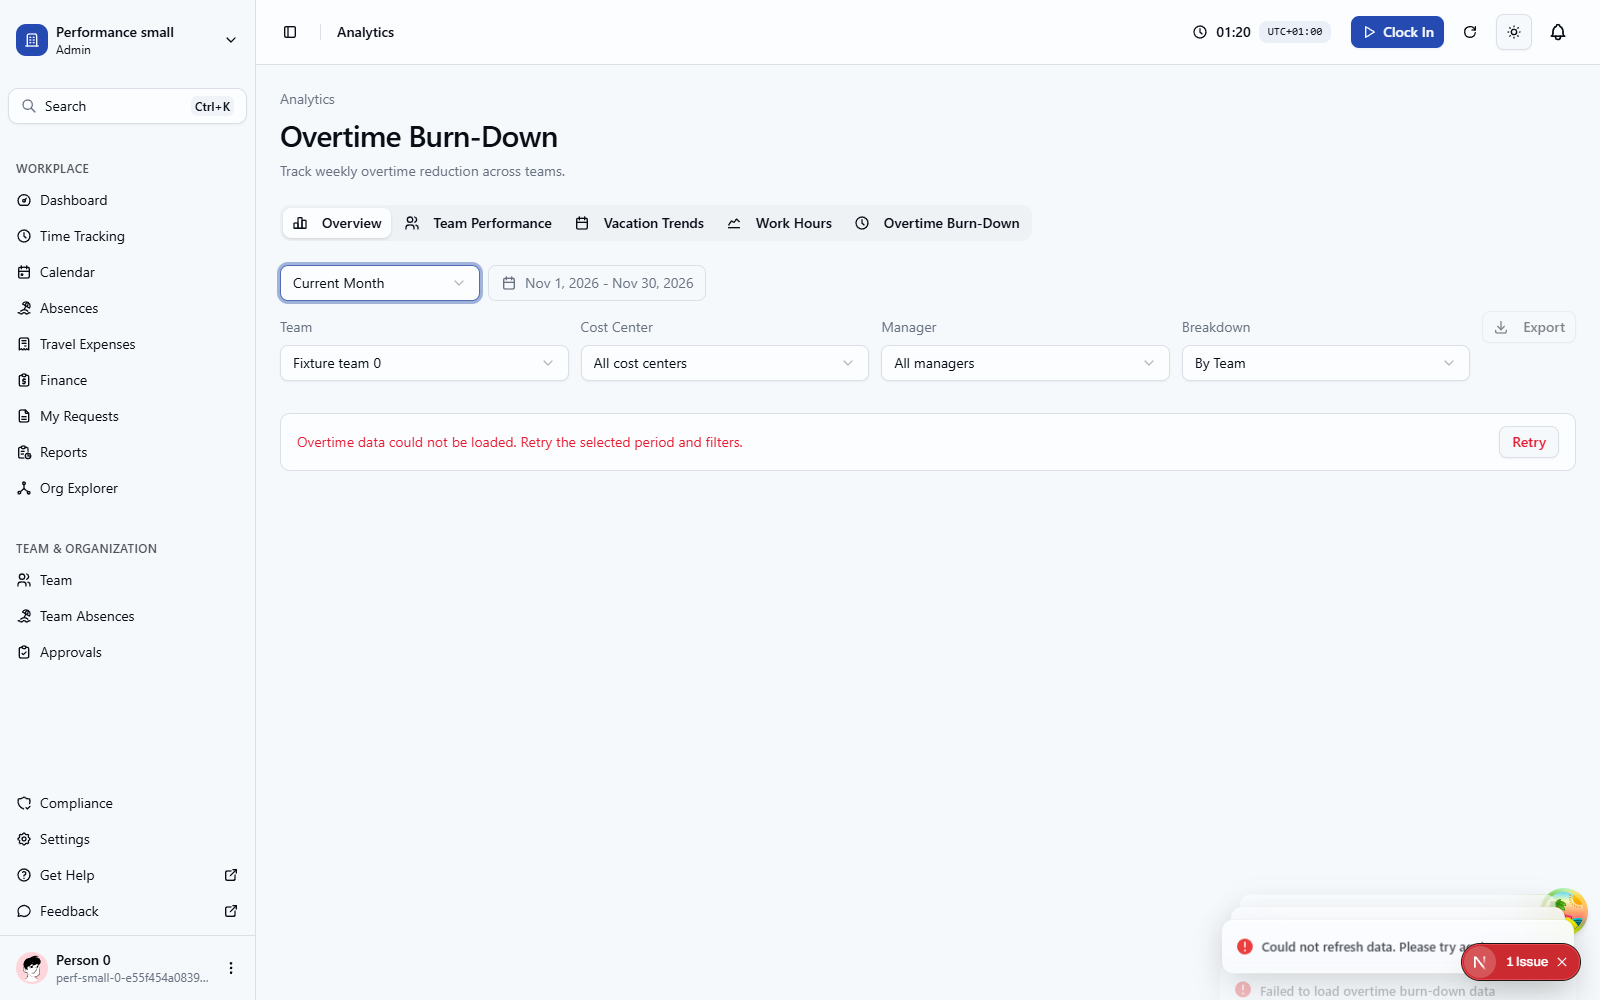 Performance small
Admin
Search
Ctrl+K
WORKPLACE
Dashboard
Time Tracking
Calendar
Absences
Travel Expenses
Finance
My Requests
Reports
Org Explorer
TEAM & ORGANIZATION
Team
Team Absences
Approvals
Compliance
Settings
Get Help
Feedback
Person 0
perf-small-0-e55f454a0839...
Analytics
01:20
UTC+01:00
Clock In
Analytics
Overtime Burn-Down
Track weekly overtime reduction across teams.
Overview
Team Performance
Vacation Trends
Work Hours
Overtime Burn-Down
Current Month
Nov 1, 2026 - Nov 30, 2026
Team
Cost Center
Manager
Breakdown
Export
Fixture team 0
All cost centers
All managers
By Team
Overtime data could not be loaded. Retry the selected period and filters.
Retry
Could not refresh data. Please try
N
1 Issue
Failed to load overtime burn-down data